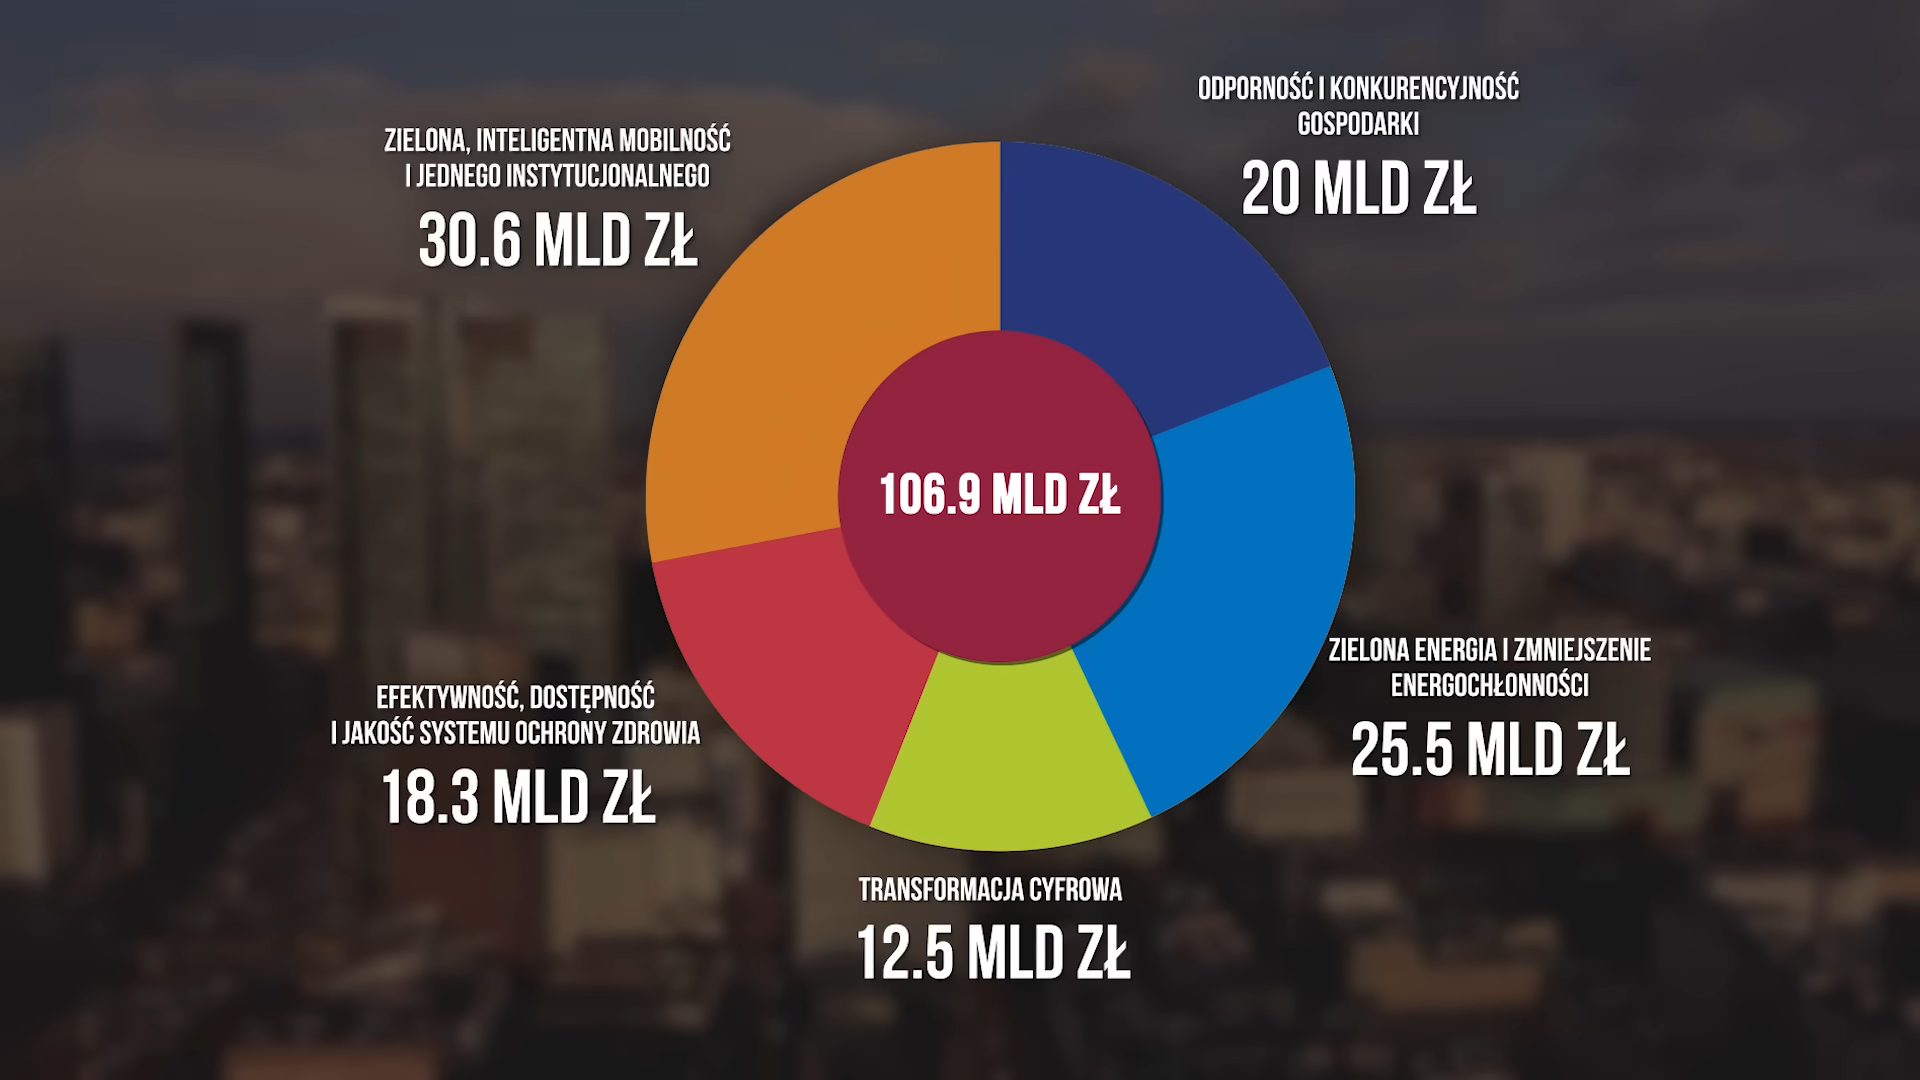 ODPORNOŚĆ I KONKURENCYJNOŚĆ
GOSPODARKI
20 MLD ZŁ
ZIELONA, INTELIGENTNA MOBILNOŚĆ
I JEDNEGO INSTYTUCJONALNEGO
30.6 MLD ZŁ
106.9 MLD ZŁ
ZIELONA ENERGIA I ZMNIEJSZENIE
ENERGOCHŁONNOŚCI
25.5 MLD ZŁ
EFEKTYWNOŚĆ, DOSTĘPNOŚĆ
I JAKOŚĆ SYSTEMU OCHRONY ZDROWIA
18.3 MLD ZŁ
TRANSFORMACJA CYFROWA
12.5 MLD ZŁ